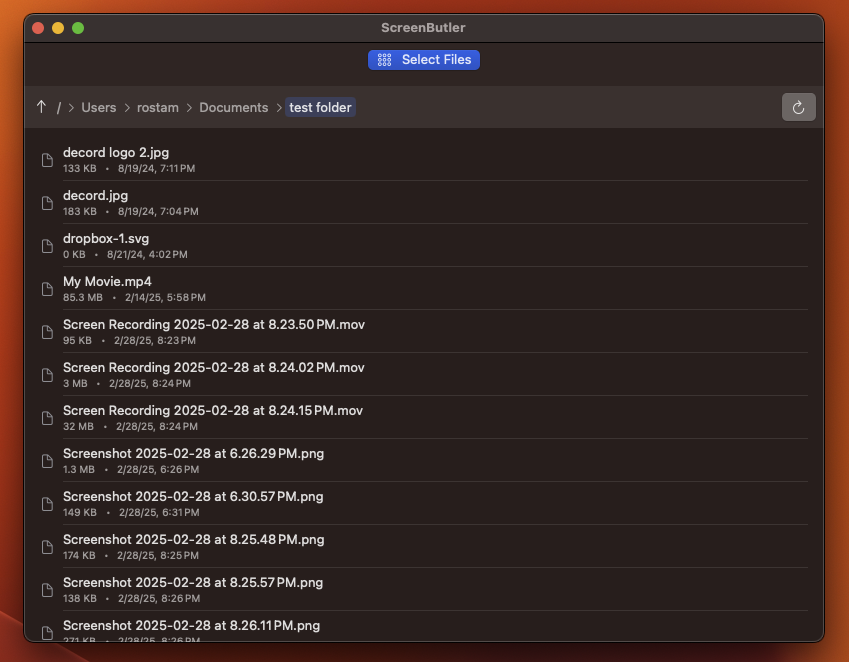 ScreenButler
Select Files
/ > Users > rostam > Documents > test folder
decord logo 2.jpg
133 KB • 8/19/24, 7:11 PM
decord.jpg
183 KB • 8/19/24, 7:04 PM
dropbox-1.svg
0 KB • 8/21/24, 4:02 PM
My Movie.mp4
85.3 MB • 2/14/25, 5:58 PM
Screen Recording 2025-02-28 at 8.23.50 PM.mov
95 KB • 2/28/25, 8:23 PM
Screen Recording 2025-02-28 at 8.24.02 PM.mov
3 MB • 2/28/25, 8:24 PM
Screen Recording 2025-02-28 at 8.24.15 PM.mov
32 MB • 2/28/25, 8:24 PM
Screenshot 2025-02-28 at 6.26.29 PM.png
1.3 MB • 2/28/25, 6:26 PM
Screenshot 2025-02-28 at 6.30.57 PM.png
149 KB • 2/28/25, 6:31 PM
Screenshot 2025-02-28 at 8.25.48 PM.png
174 KB • 2/28/25, 8:25 PM
Screenshot 2025-02-28 at 8.25.57 PM.png
138 KB • 2/28/25, 8:26 PM
Screenshot 2025-02-28 at 8.26.11 PM.png
271 KB • 2/28/25, 8:26 PM